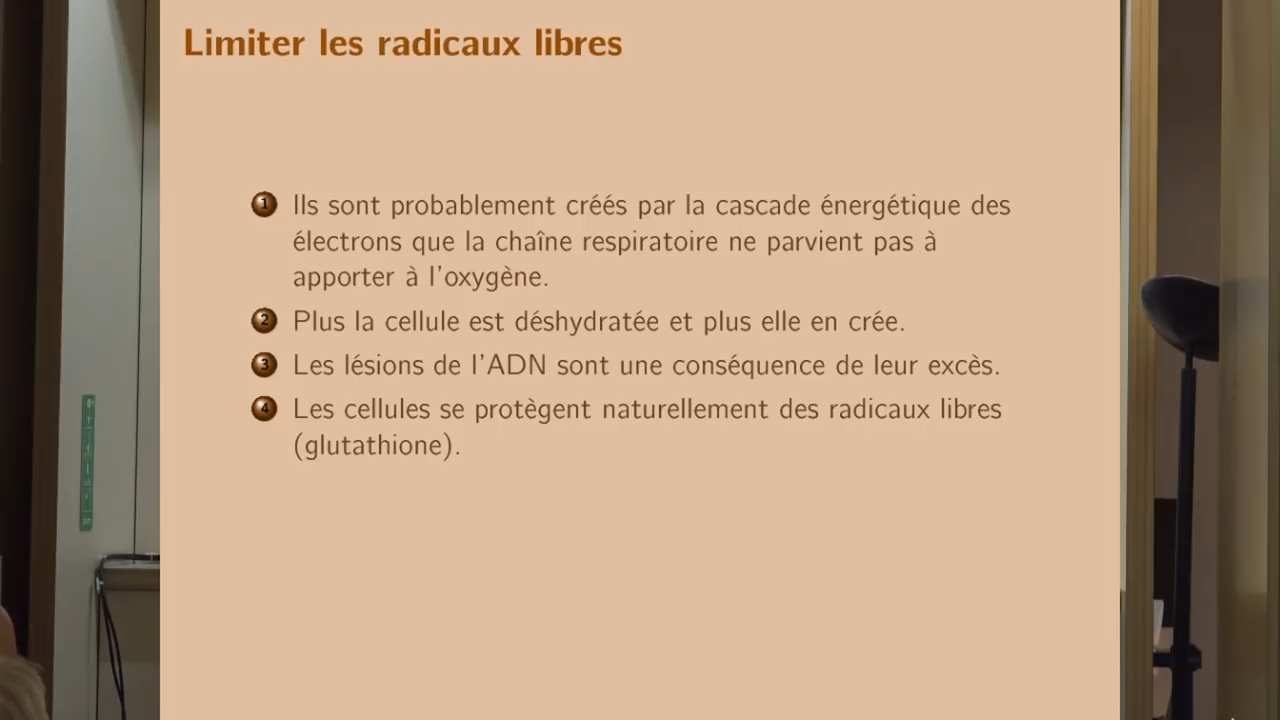 Limiter les radicaux libres
1 Ils sont probablement créés par la cascade énergétique des
électrons que la chaîne respiratoire ne parvient pas à
apporter à l'oxygène.
2 Plus la cellule est déshydratée et plus elle en crée.
3 Les lésions de l'ADN sont une conséquence de leur excès.
4 Les cellules se protègent naturellement des radicaux libres
(glutathione).